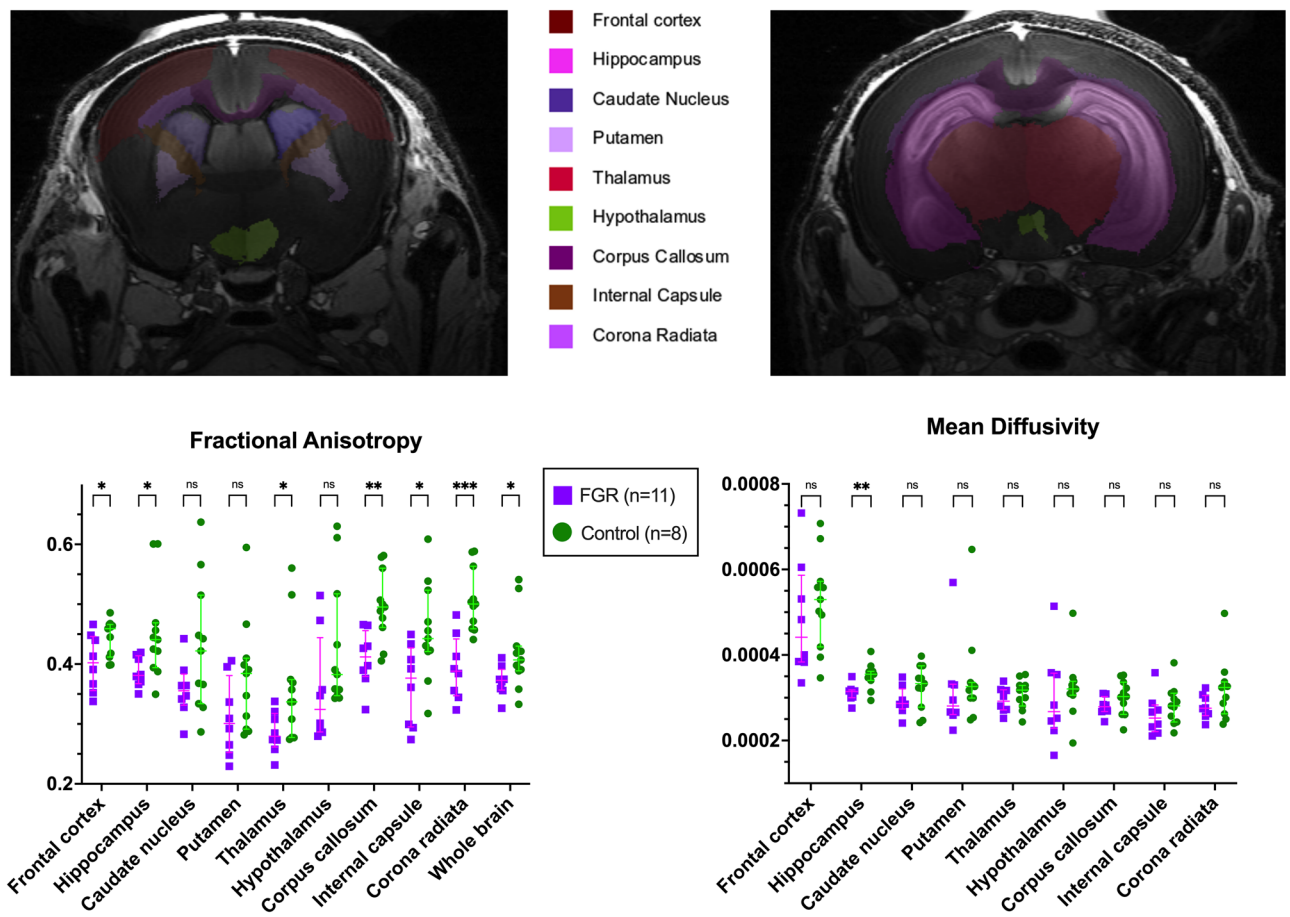 Frontal cortex
Hippocampus
Caudate Nucleus
Putamen
Thalamus
Hypothalamus
Corpus Callosum
Internal Capsule
Corona Radiata
Fractional Anisotropy
* * ns ns * ns ** * *** *
0.6
0.4
0.2
Frontal cortex
Hippocampus
Caudate nucleus
Putamen
Thalamus
Hypothalamus
Corpus callosum
Internal capsule
Corona radiata
Whole brain
FGR (n=11)
Control (n=8)
Mean Diffusivity
0.0008
ns ** ns ns ns ns ns ns ns
0.0006
0.0004
0.0002
Frontal cortex
Hippocampus
Caudate nucleus
Putamen
Thalamus
Hypothalamus
Corpus callosum
Internal capsule
Corona radiata